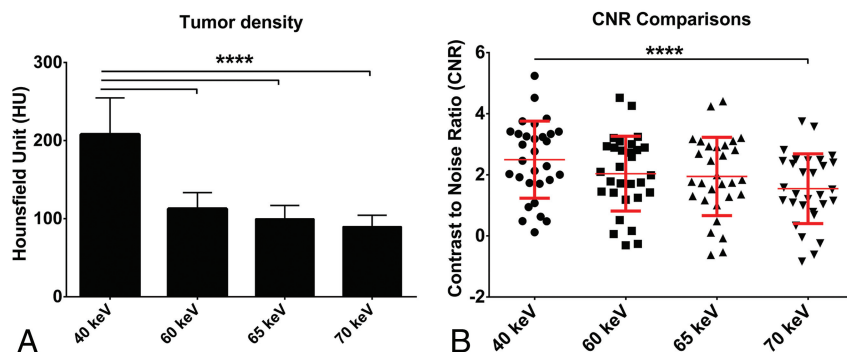 Tumor density
****
Hounsfield Unit (HU)
300
200
100
0
40 keV
60 keV
65 keV
70 keV
A
CNR Comparisons
****
Contrast to Noise Ratio (CNR)
6
4
2
0
-2
40 keV
60 keV
65 keV
70 keV
B